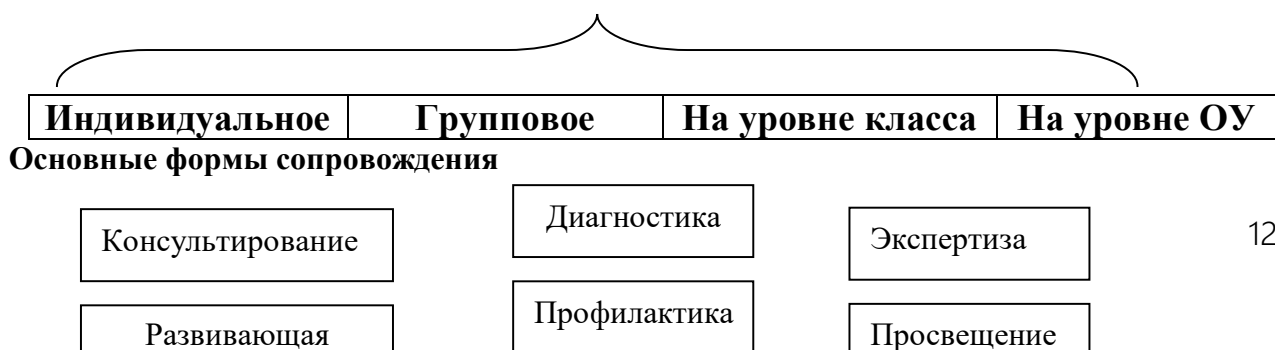 Индивидуальное Групповое На уровне класса На уровне ОУ
Основные формы сопровождения
Консультирование Диагностика Экспертиза 12
Развивающая Профилактика Просвещение